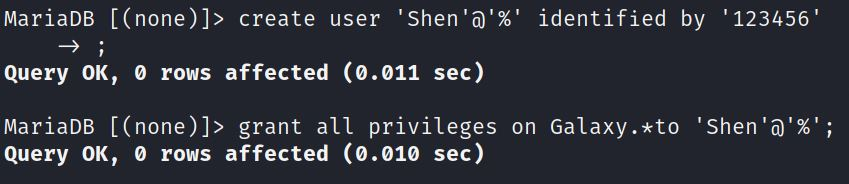 MariaDB [(none)]> create user 'Shen'@'%' identified by '123456'
    -> ;
Query OK, 0 rows affected (0.011 sec)

MariaDB [(none)]> grant all privileges on Galaxy.*to 'Shen'@'%';
Query OK, 0 rows affected (0.010 sec)